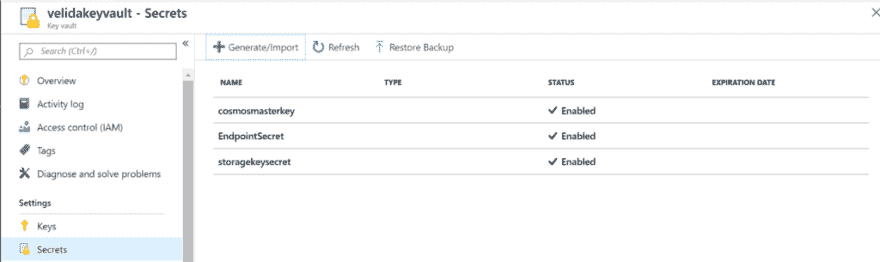 velidakeyvault - Secrets
Key vault
Search (Ctrl+/)
Overview
Activity log
Access control (IAM)
Tags
Diagnose and solve problems
Settings
Keys
Secrets
Generate/Import Refresh Restore Backup
NAME TYPE STATUS EXPIRATION DATE
cosmosmasterkey Enabled
EndpointSecret Enabled
storagekeysecret Enabled